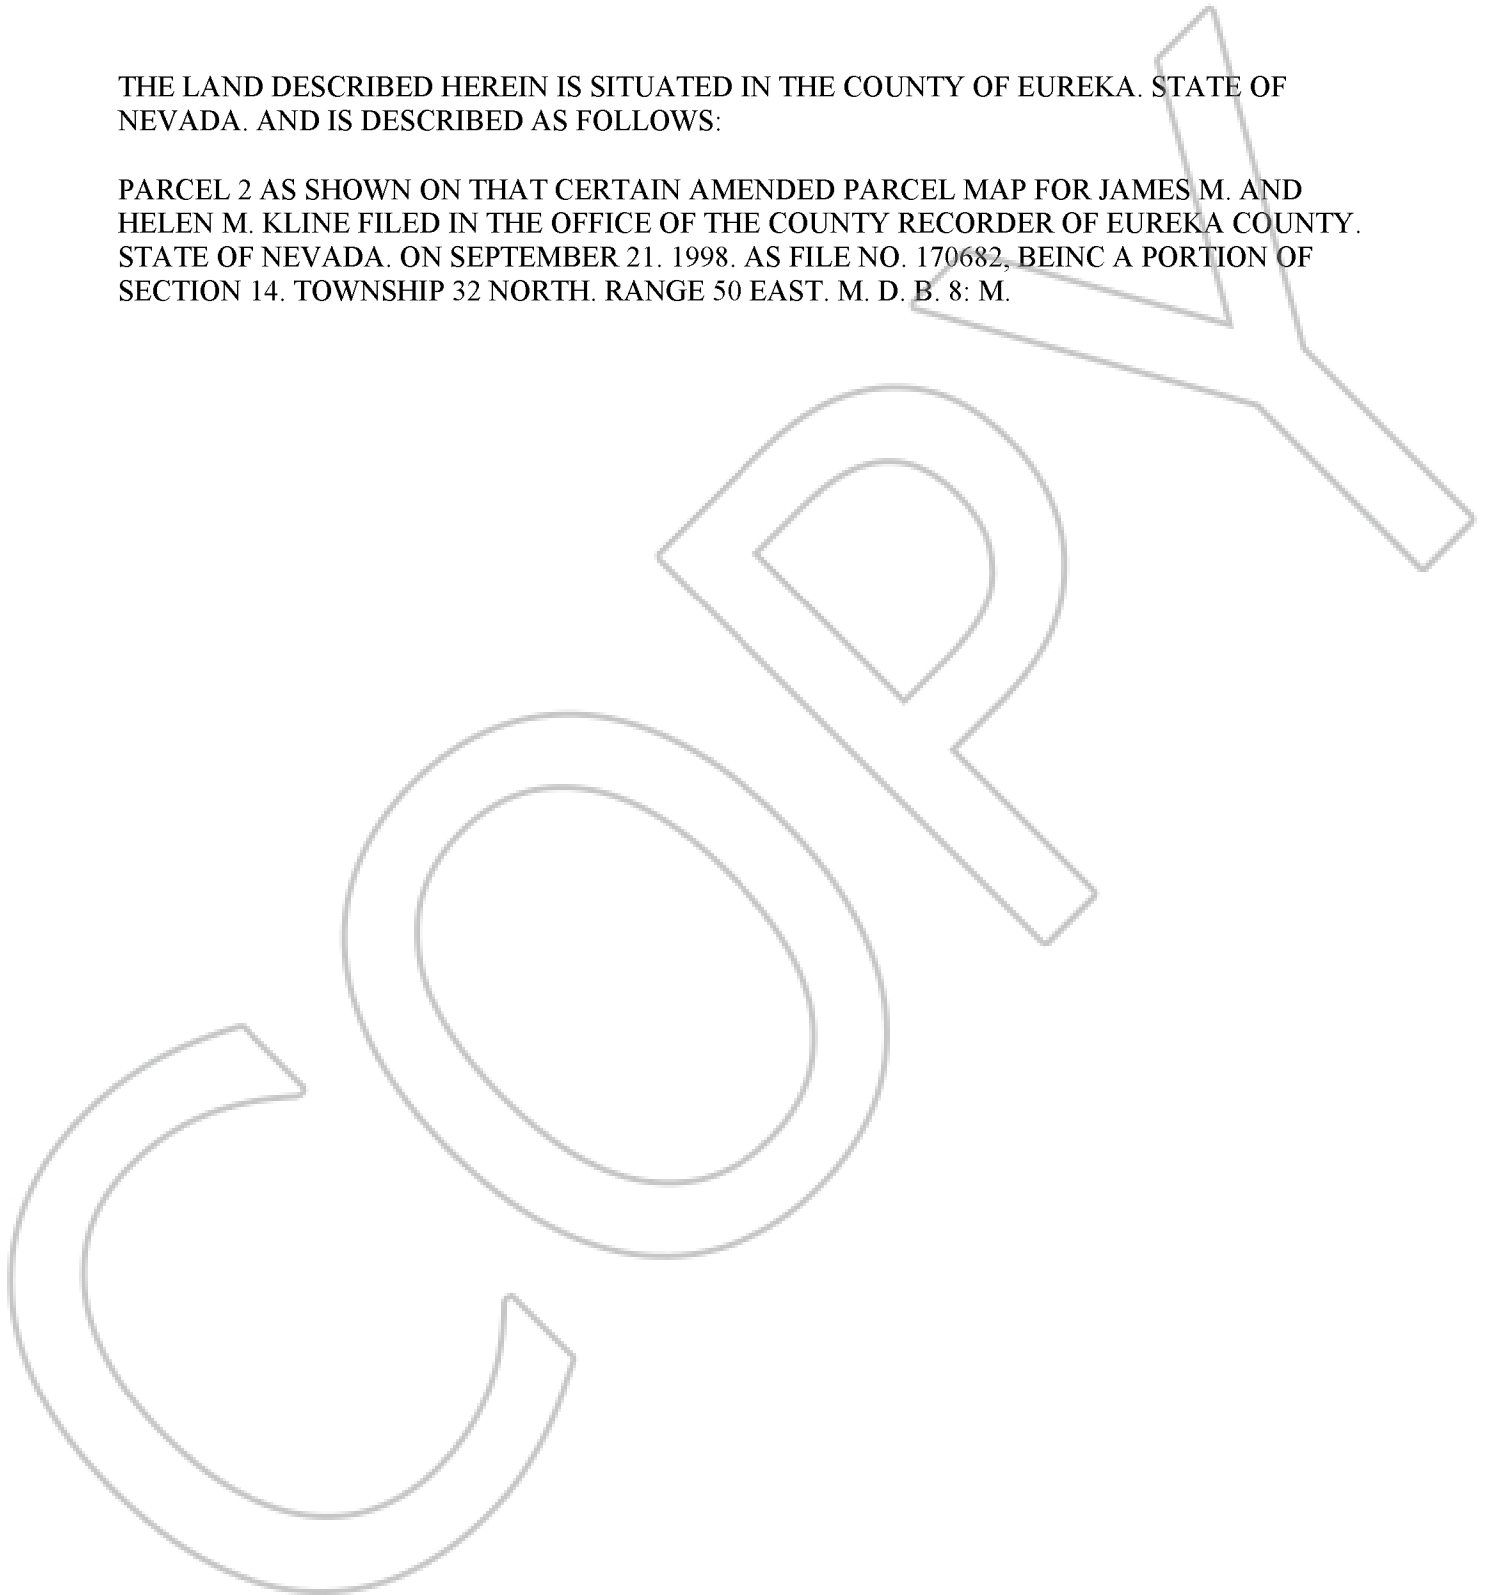 THE LAND DESCRIBED HEREIN IS SITUATED IN THE COUNTY OF EUREKA. STATE OF
NEVADA. AND IS DESCRIBED AS FOLLOWS:
PARCEL 2 AS SHOWN ON THAT CERTAIN AMENDED PARCEL MAP FOR JAMES M. AND
HELEN M. KLINE FILED IN THE OFFICE OF THE COUNTY RECORDER OF EUREKA COUNTY.
STATE OF NEVADA. ON SEPTEMBER 21. 1998. AS FILE NO. 170682, BEINC A PORTION OF
SECTION 14. TOWNSHIP 32 NORTH. RANGE 50 EAST. M. D. B. 8: M.
COPY